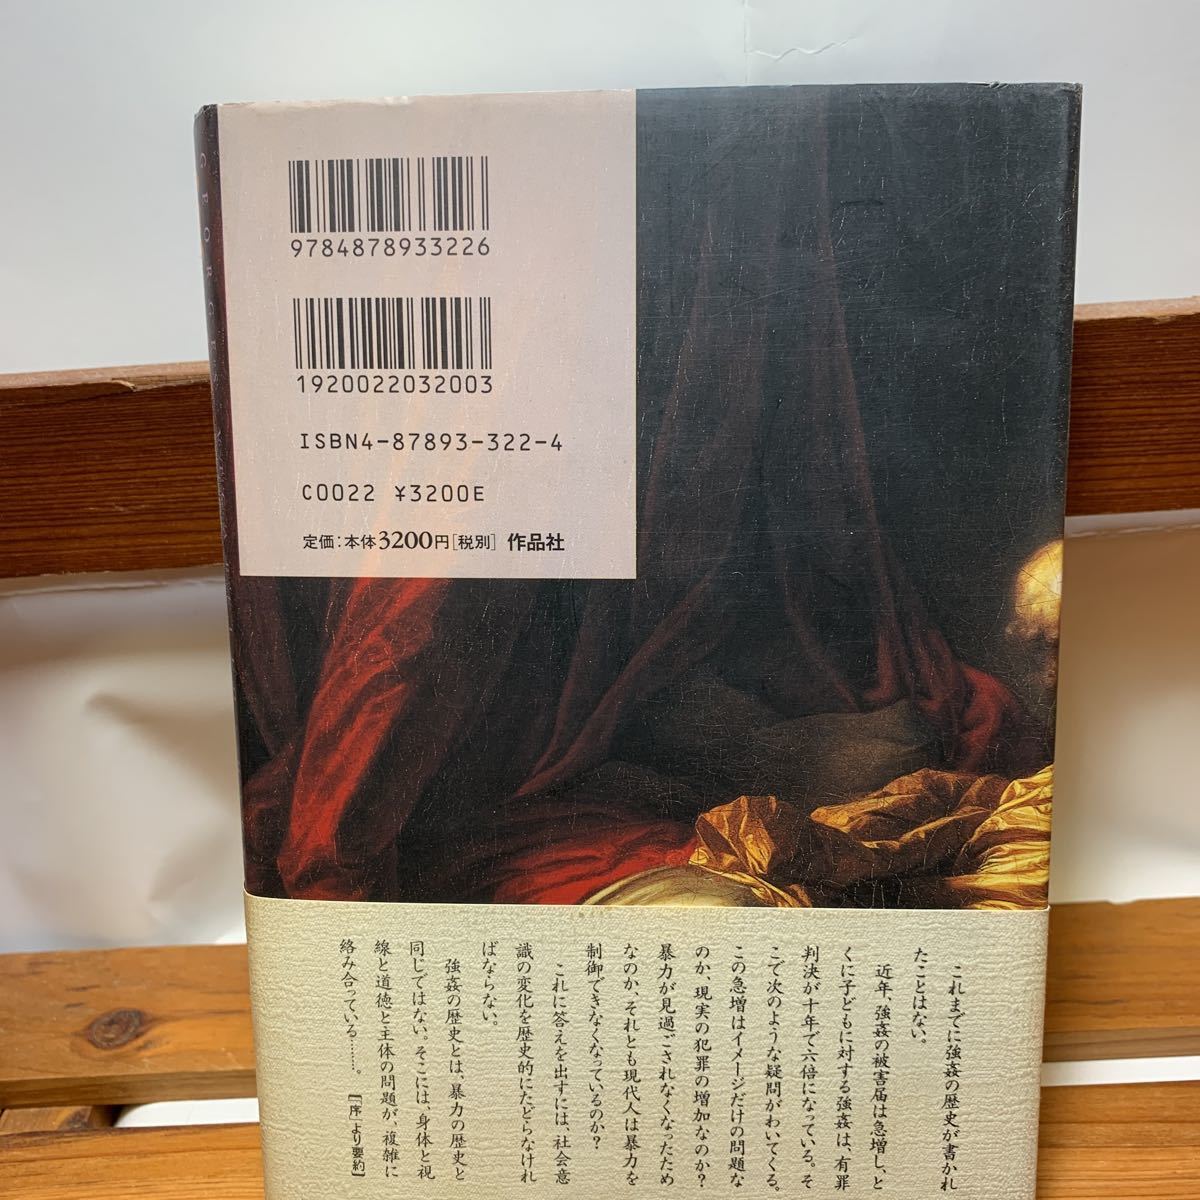 GEORGES
9784878933226
1920022032003
ISBN4-87893-322-4
C0022 ¥3200E
定価:本体3200円[税別] 作品社
これまでに強姦の歴史が書かれ
たことはない。
近年、強姦の被害届は急増し、と
くに子どもに対する強姦は、有罪
判決が十年で六倍になっている。そ
こで次のような疑問がわいてくる。
この急増はイメージだけの問題な
のか、現実の犯罪の増加なのか?
暴力が見過ごされなくなったため
なのか、それとも現代人は暴力を
制御できなくなっているのか?
これに答えを出すには、社会意
識の変化を歴史的にたどらなけれ
ばならない。
強姦の歴史とは、暴力の歴史と
同じではない。そこには、身体と視
線と道徳と主体の問題が、複雑に
絡み合っている………。
[「序」より要約]